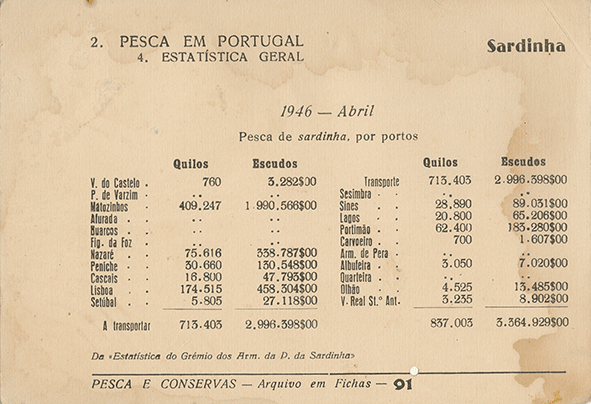 2. PESCA EM PORTUGAL
4. ESTATÍSTICA GERAL
Sardinha
1946 — Abril
Pesca de sardinha, por portos
Quilos Escudos
V. do Castelo . 760 3.282$00
P. de Varzim . .. ..
Matozinhos . 409.247 1 990.566$00
Afurada . . .. ..
Buarcos . . .. ..
Fig. da Foz . .. ..
Nazaré . . 75.616 338.787$00
Peniche . . 30.660 130.548$00
Cascais . . 16.800 47.793$00
Lisboa . . 174.515 458.304$00
Setúbal . . 5.805 27.118$00
A transportar 713.403 2.996.398$00
Quilos Escudos
Transporte 713.403 2.996.398$00
Sesimbra . . .. ..
Sines . . 28.890 89.031$00
Lagos . . 20.800 65.206$00
Portimão . . 62.400 183.280$00
Carvoeiro . . 700 1.607$00
Arm. de Pera . .. ..
Albufeira . . 3.050 7.020$00
Quarteira . . .. ..
Olhão . . 4.525 13.485$00
V. Real St.º Ant. 3.235 8.902$00
837.003 3.364.929$00
Da «Estatística do Grémio dos Arm. da P. da Sardinha»
PESCA E CONSERVAS — Arquivo em Fichas — 91